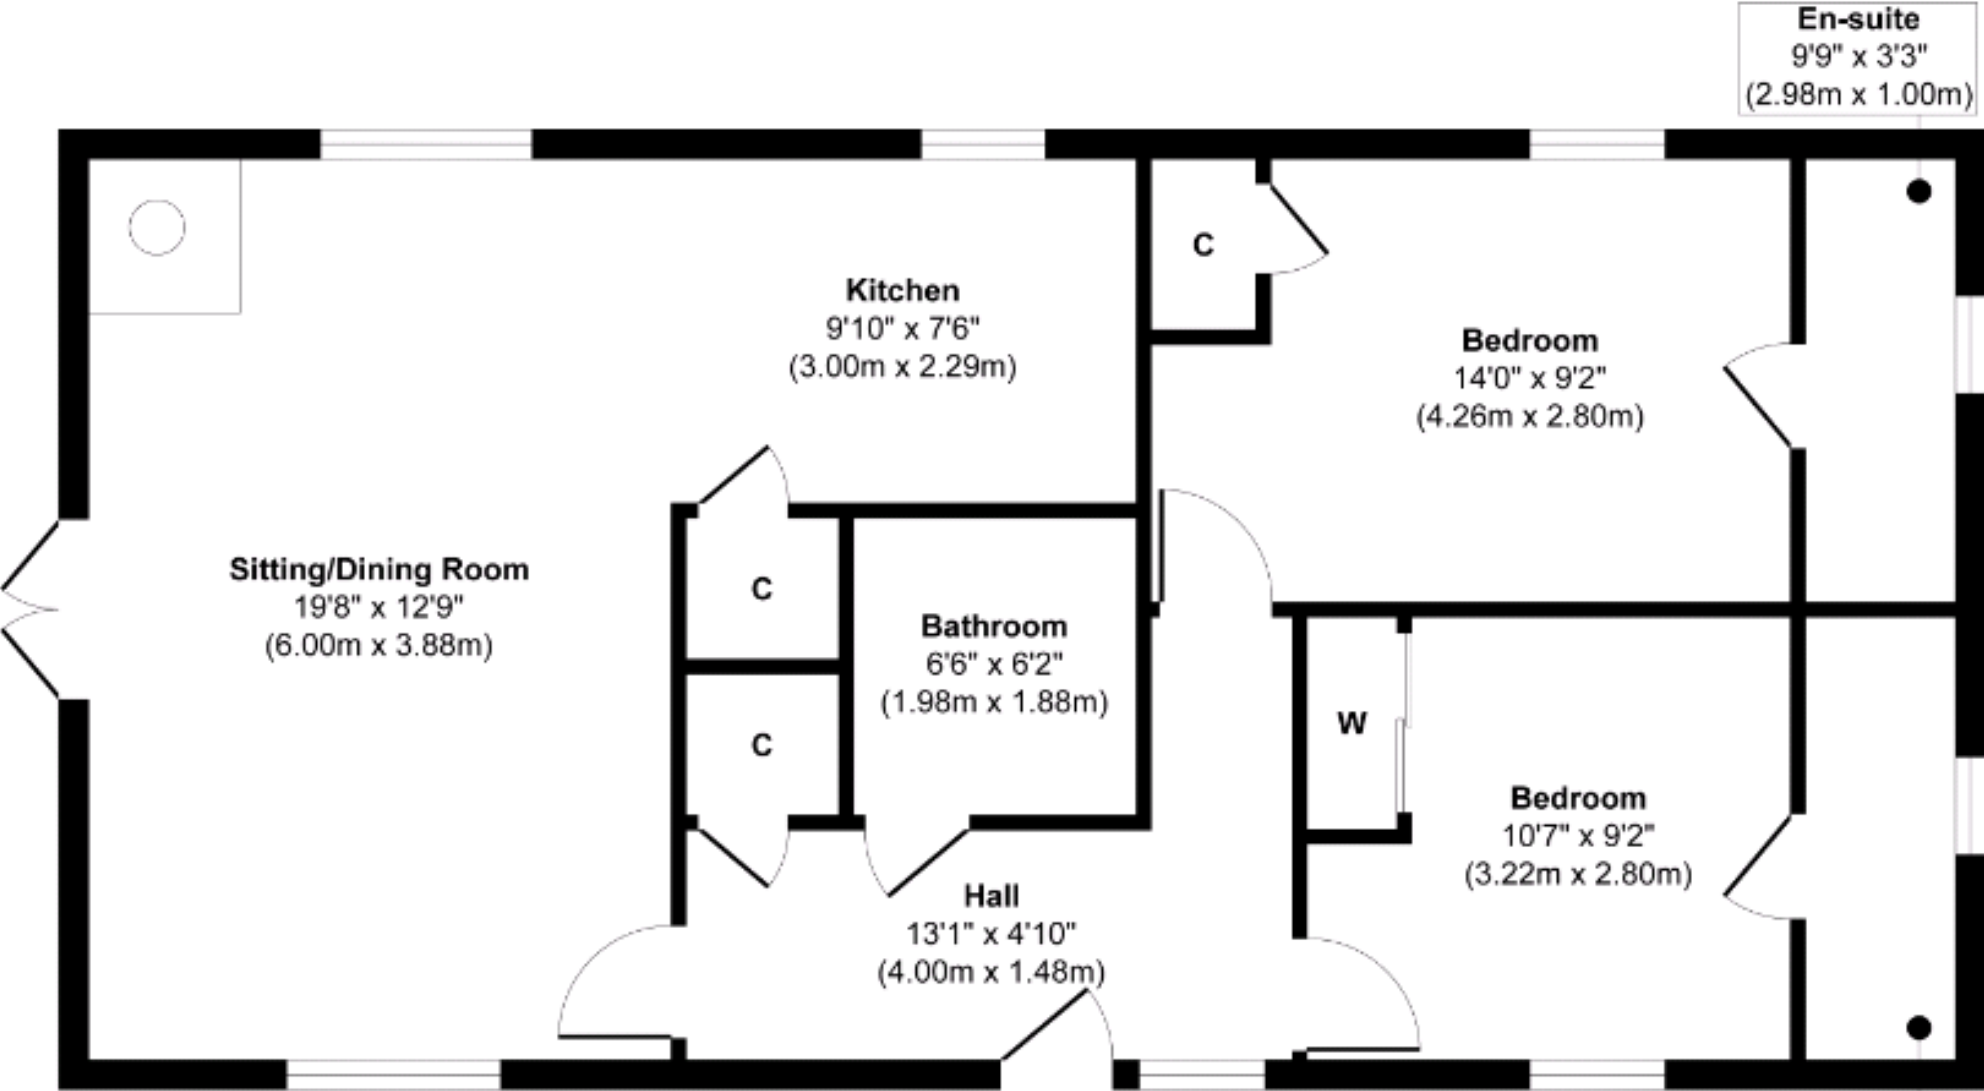 En-suite
9'9" x 3'3"
(2.98m x 1.00m)
Kitchen
9'10" x 7'6"
(3.00m x 2.29m)
C
Bedroom
14'0" x 9'2"
(4.26m x 2.80m)
Sitting/Dining Room
19'8" x 12'9"
(6.00m x 3.88m)
C
Bathroom
6'6" x 6'2"
(1.98m x 1.88m)
C
W
Bedroom
10'7" x 9'2"
(3.22m x 2.80m)
Hall
13'1" x 4'10"
(4.00m x 1.48m)